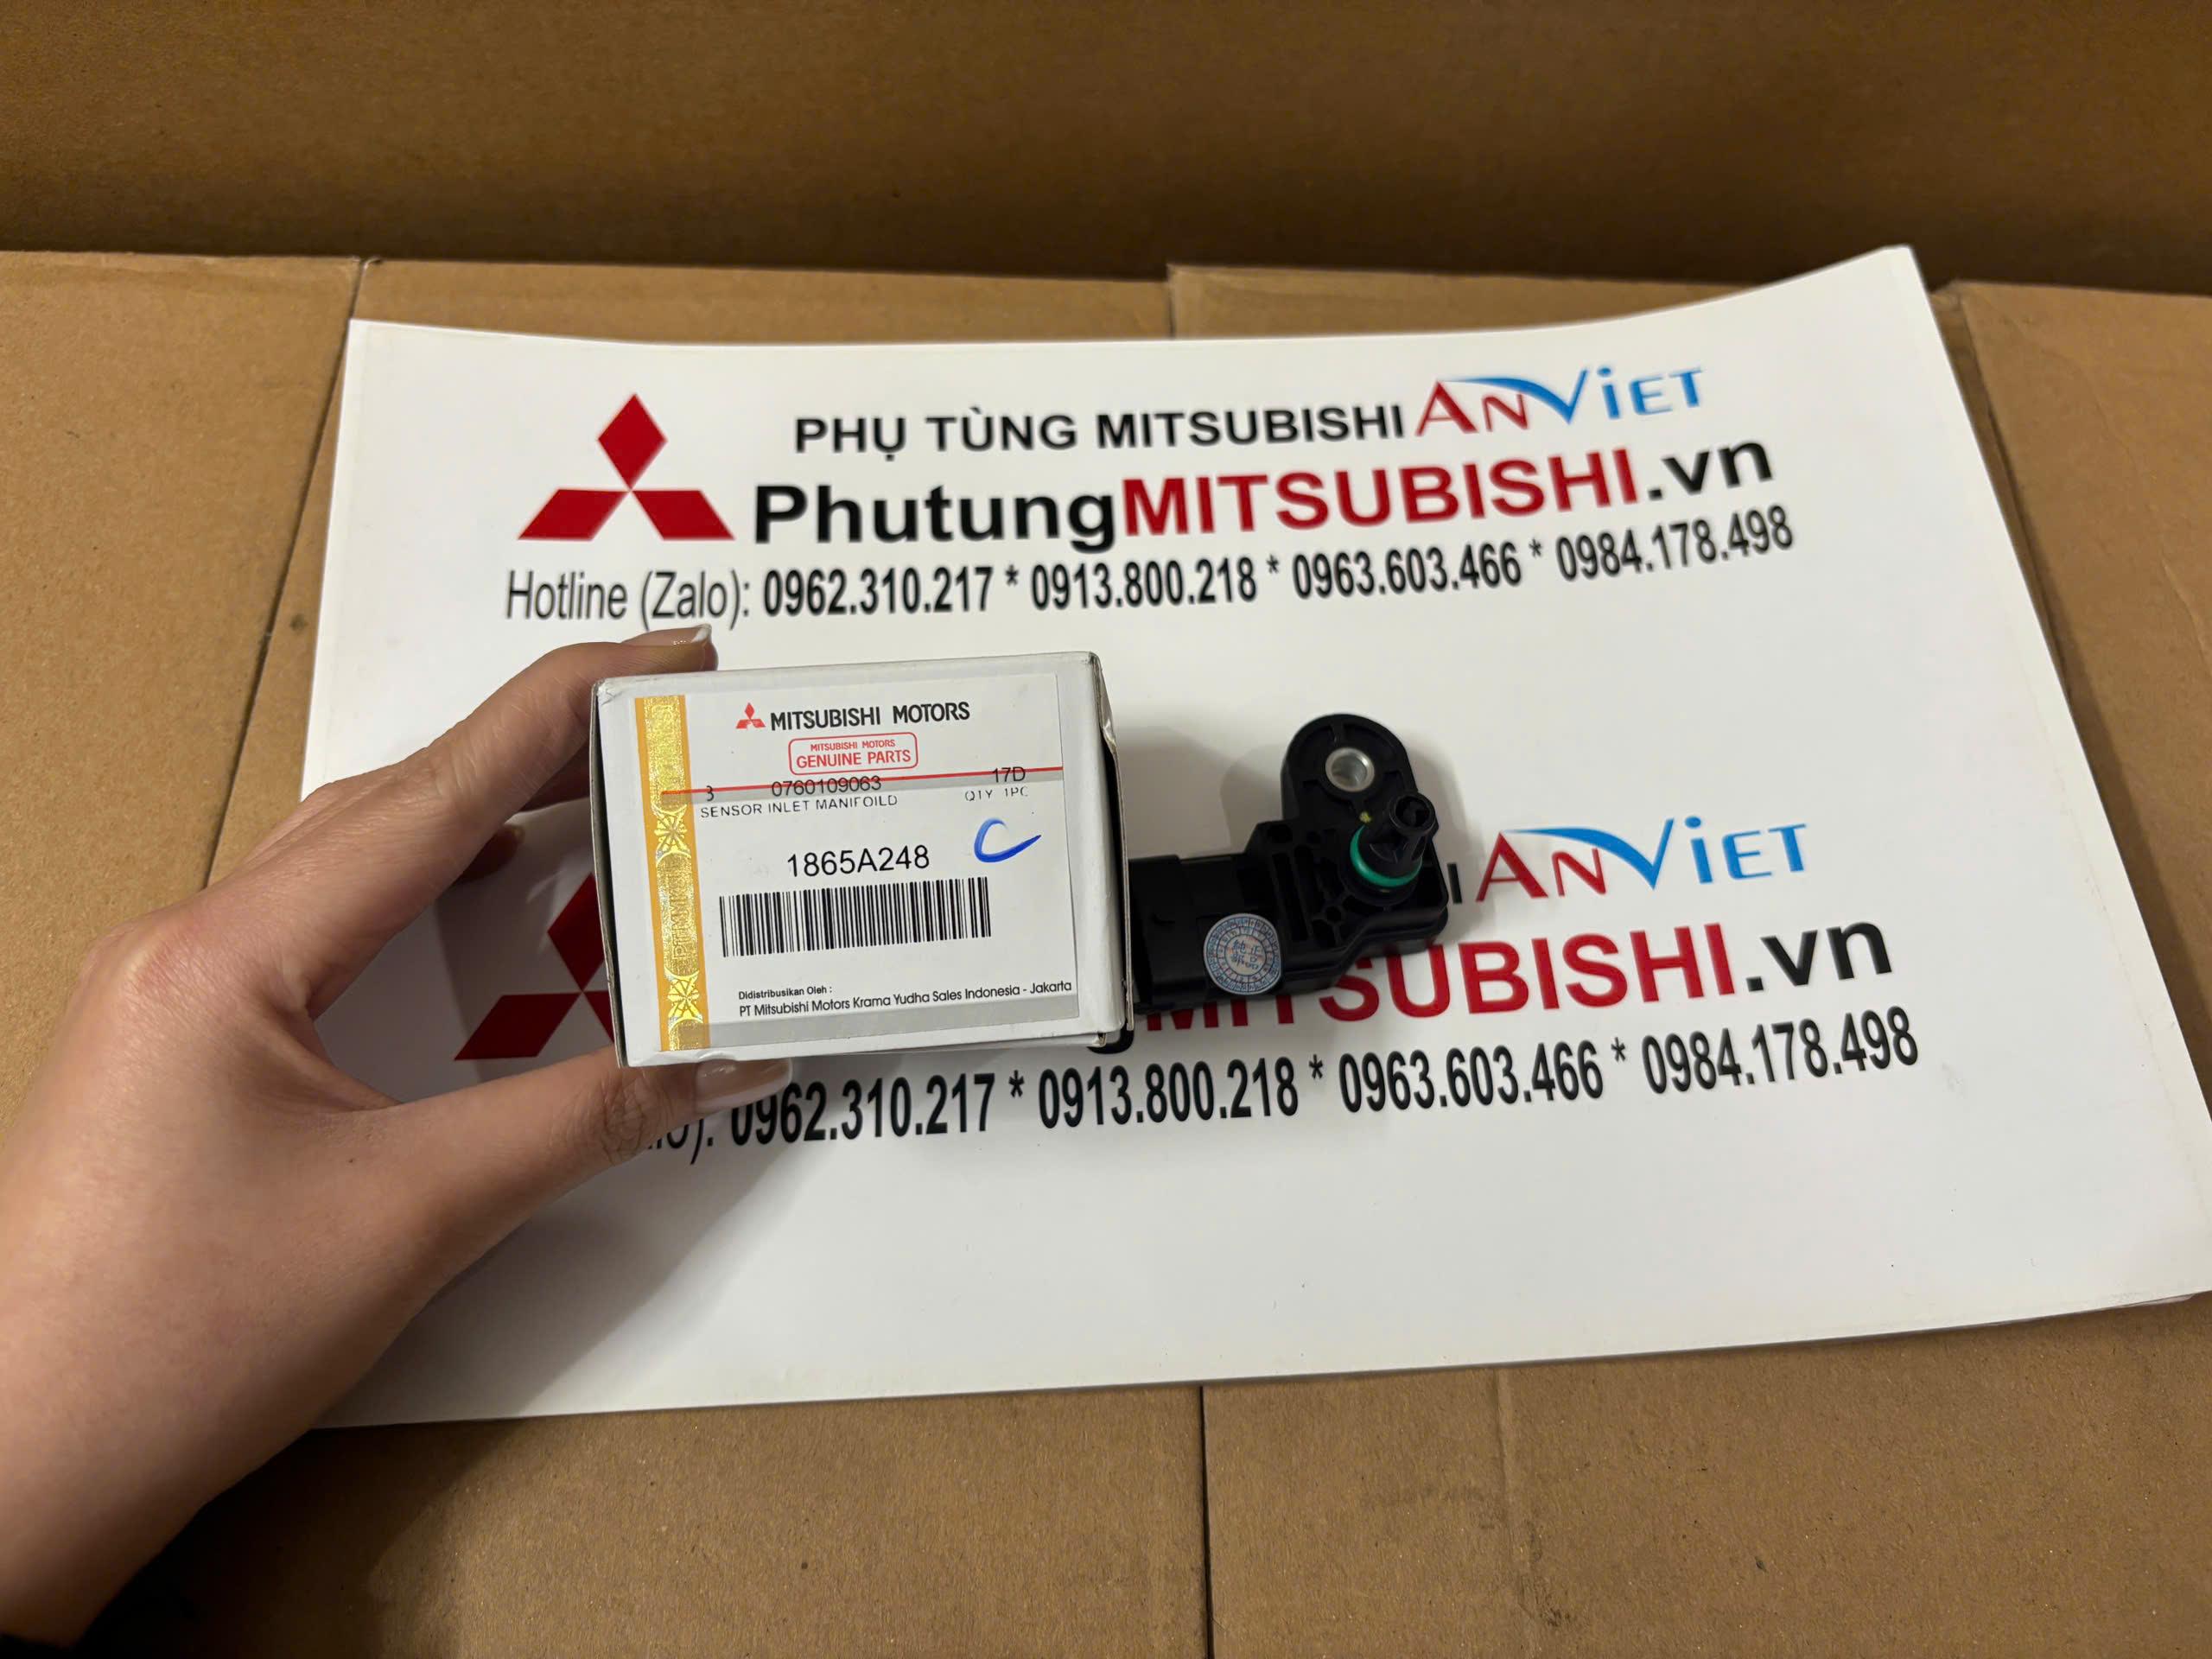 PHỤ TÙNG MITSUBISHI ANViET
PhutungMITSUBISHI.vn
Hotline (Zalo): 0962.310.217 * 0913.800.218 * 0963.603.466 * 0984.178.498
MITSUBISHI MOTORS
MITSUBISHI MOTORS
GENUINE PARTS
3 0760109063 17D
SENSOR INLET MANIFOILD QTY 1PC
1865A248
C
Didistribusikan Oleh :
PT Mitsubishi Motors Krama Yudha Sales Indonesia - Jakarta
I ANViET
MITSUBISHI.vn
0962.310.217 * 0913.800.218 * 0963.603.466 * 0984.178.498